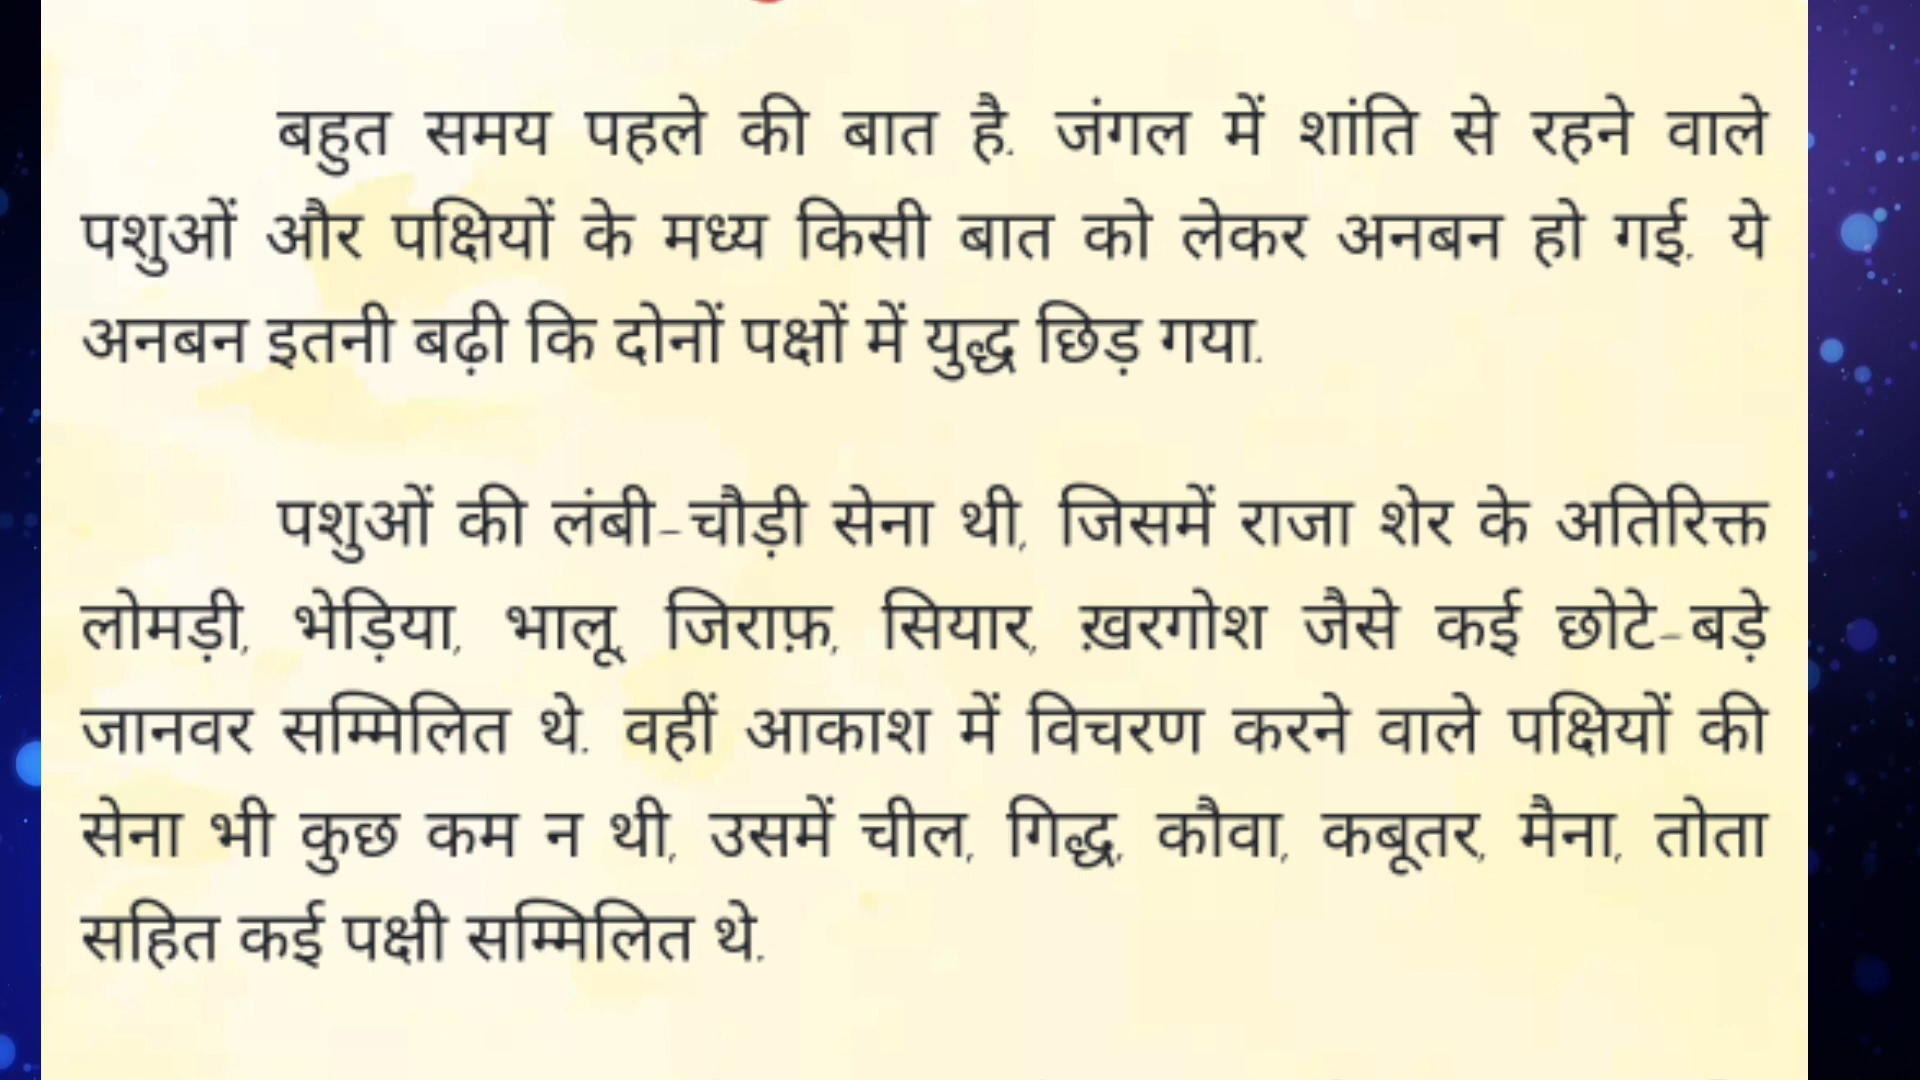 बहुत समय पहले की बात है. जंगल में शांति से रहने वाले
पशुओं और पक्षियों के मध्य किसी बात को लेकर अनबन हो गई. ये
अनबन इतनी बढ़ी कि दोनों पक्षों में युद्ध छिड़ गया.
पशुओं की लंबी-चौड़ी सेना थी, जिसमें राजा शेर के अतिरिक्त
लोमड़ी, भेड़िया, भालू, जिराफ़, सियार, ख़रगोश जैसे कई छोटे-बड़े
जानवर सम्मिलित थे. वहीं आकाश में विचरण करने वाले पक्षियों की
सेना भी कुछ कम न थी, उसमें चील, गिद्ध, कौवा, कबूतर, मैना, तोता
सहित कई पक्षी सम्मिलित थे.